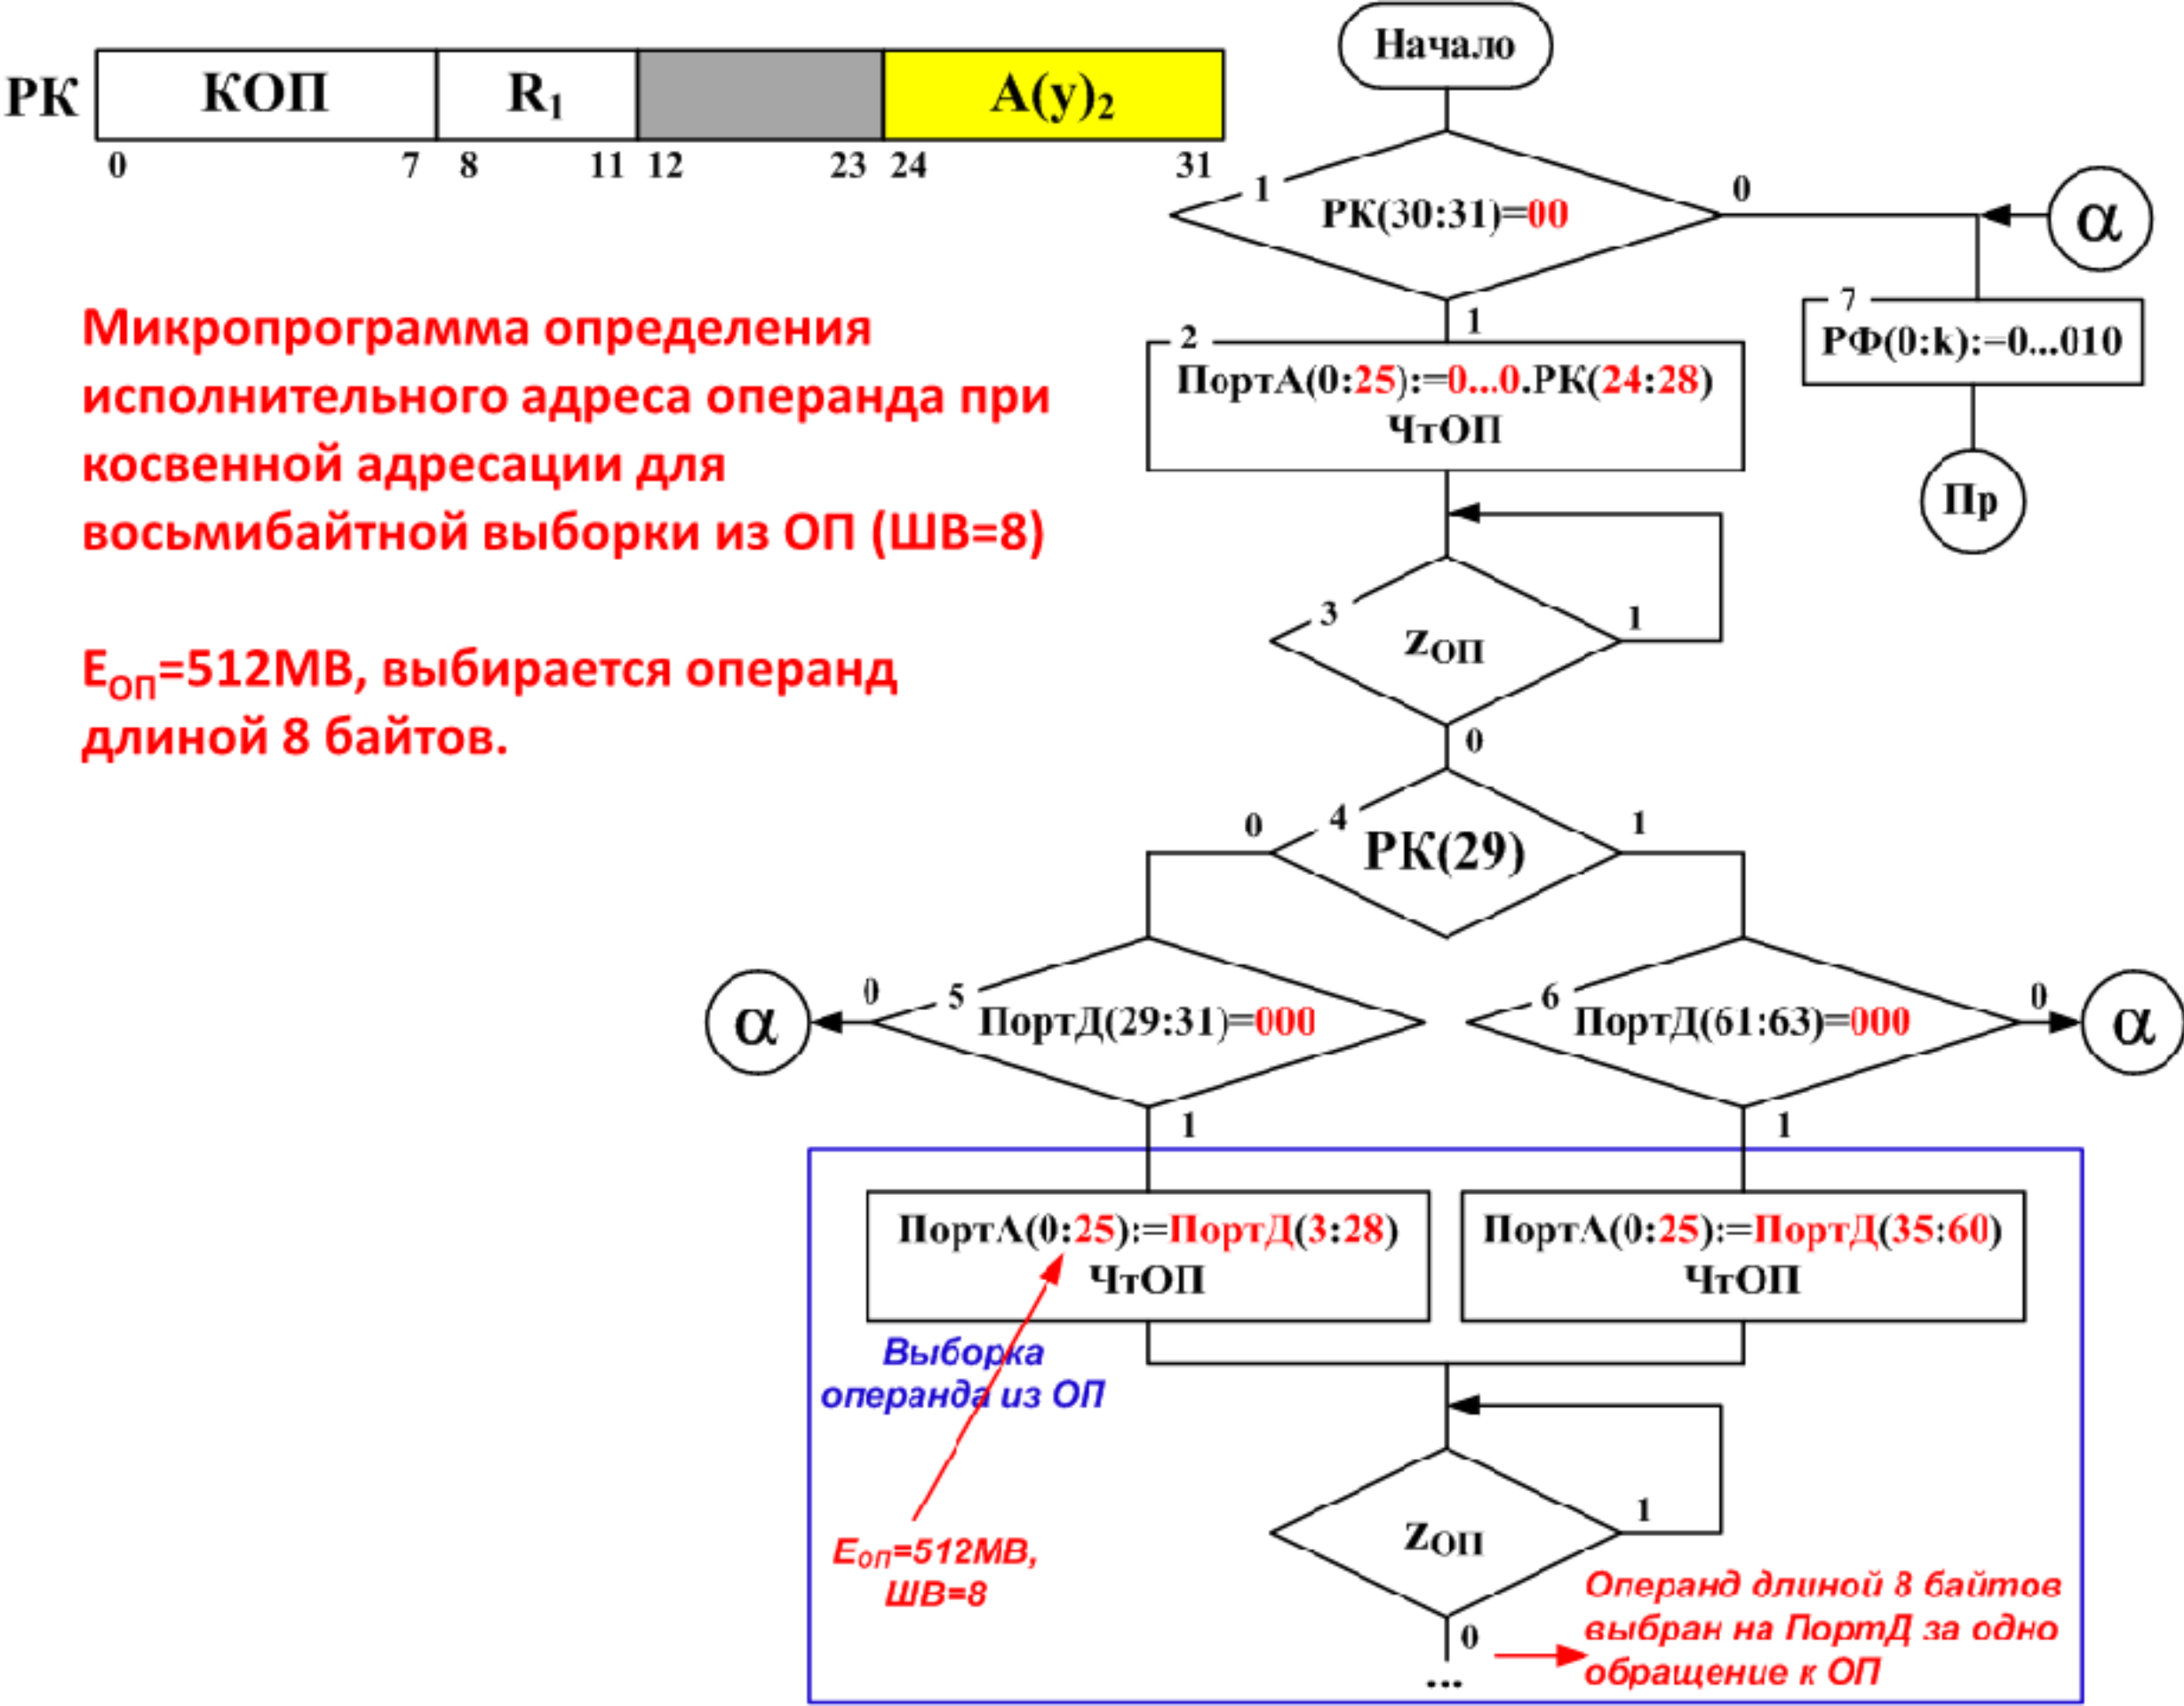 РК КОП R₁ А(у)₂
0 7 8 11 12 23 24 31
Микропрограмма определения
исполнительного адреса операнда при
косвенной адресации для
восьмибайтной выборки из ОП (ШВ=8)
ЕОП=512МВ, выбирается операнд
длиной 8 байтов.
Начало
1
РК(30:31)=00
0
α
1
7
РФ(0:k):=0...010
Пр
2
ПортА(0:25):=0...0.РК(24:28)
ЧтОП
3
zОП
1
0
4
РК(29)
0
1
5
ПортД(29:31)=000
0
α
1
6
ПортД(61:63)=000
0
α
1
ПортА(0:25):=ПортД(3:28)
ЧтОП
ПортА(0:25):=ПортД(35:60)
ЧтОП
Выборка
операнда из ОП
zОП
1
0
...
ЕОП=512МВ,
ШВ=8
Операнд длиной 8 байтов
выбран на ПортД за одно
обращение к ОП